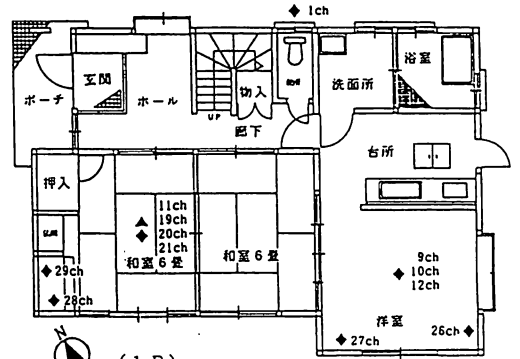 1ch
玄関
ポーチ
ホール
物入
UP
廊下
洗面所
浴室
台所
押入
11ch
19ch
20ch
21ch
和室6畳
和室6畳
29ch
28ch
9ch
10ch
12ch
洋室
27ch
26ch
N